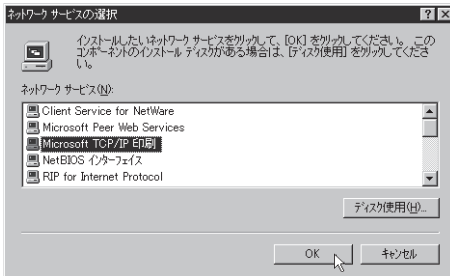 ネットワーク サービスの選択
インストールしたいネットワーク サービスをクリックして、[OK] をクリックしてください。この
コンポーネントのインストール ディスクがある場合は、[ディスク使用] をクリックしてくださ
い。
ネットワーク サービス(N):
Client Service for NetWare
Microsoft Peer Web Services
Microsoft TCP/IP 印刷
NetBIOS インターフェイス
RIP for Internet Protocol
ディスク使用(H)...
OK
キャンセル